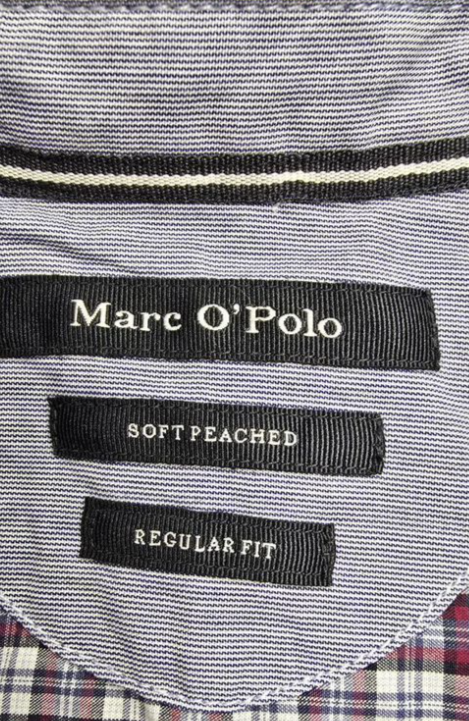 Marc O'Polo
SOFT PEACHED
REGULAR FIT